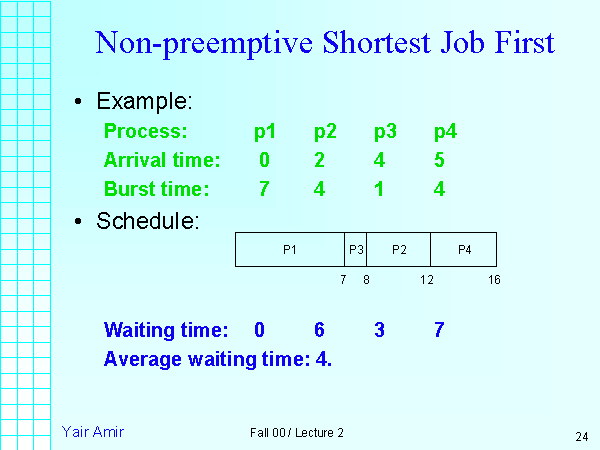 Non-preemptive Shortest Job First
• Example:
Process: p1 p2 p3 p4
Arrival time: 0 2 4 5
Burst time: 7 4 1 4
• Schedule:
P1 P3 P2 P4
7 8 12 16
Waiting time: 0 6 3 7
Average waiting time: 4.
Yair Amir Fall 00 / Lecture 2 24